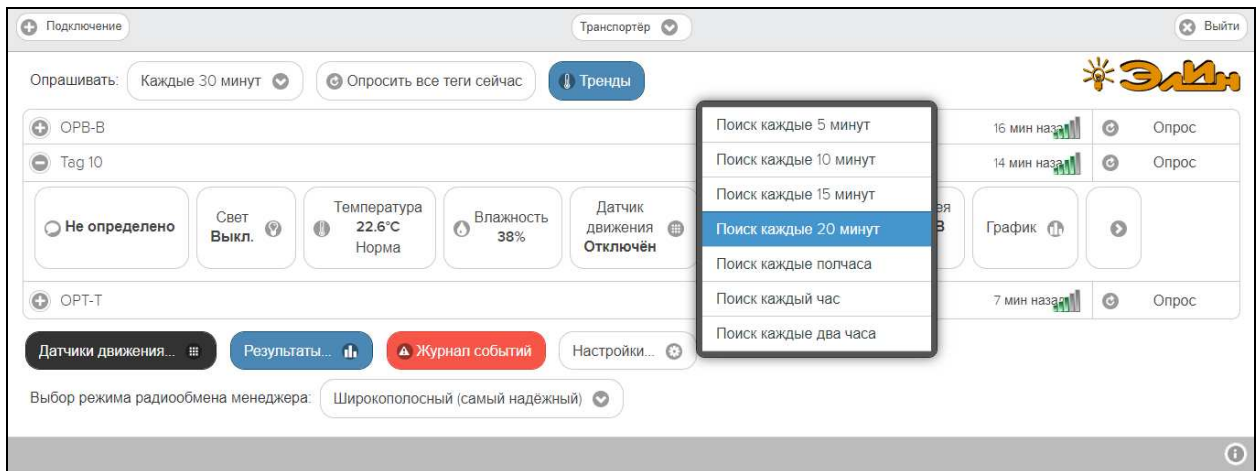 Подключение
Транспортёр
Выйти
Опрашивать:
Каждые 30 минут
Опросить все теги сейчас
Тренды
ЭлИн
OPB-B
16 мин назад
Опрос
Tag 10
14 мин назад
Опрос
Не определено
Свет
Выкл.
Температура
22.6°C
Норма
Влажность
38%
Датчик
движения
Отключён
График
Поиск каждые 5 минут
Поиск каждые 10 минут
Поиск каждые 15 минут
Поиск каждые 20 минут
Поиск каждые полчаса
Поиск каждый час
Поиск каждые два часа
OPT-T
7 мин назад
Опрос
Датчики движения...
Результаты...
Журнал событий
Настройки...
Выбор режима радиообмена менеджера:
Широкополосный (самый надёжный)